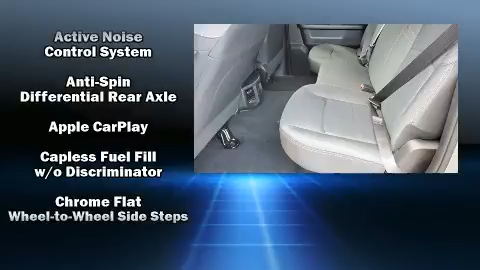 Active Noise
Control System
Anti-Spin
Differential Rear Axle
Apple CarPlay
Capless Fuel Fill
w/o Discriminator
Chrome Flat
Wheel-to-Wheel Side Steps